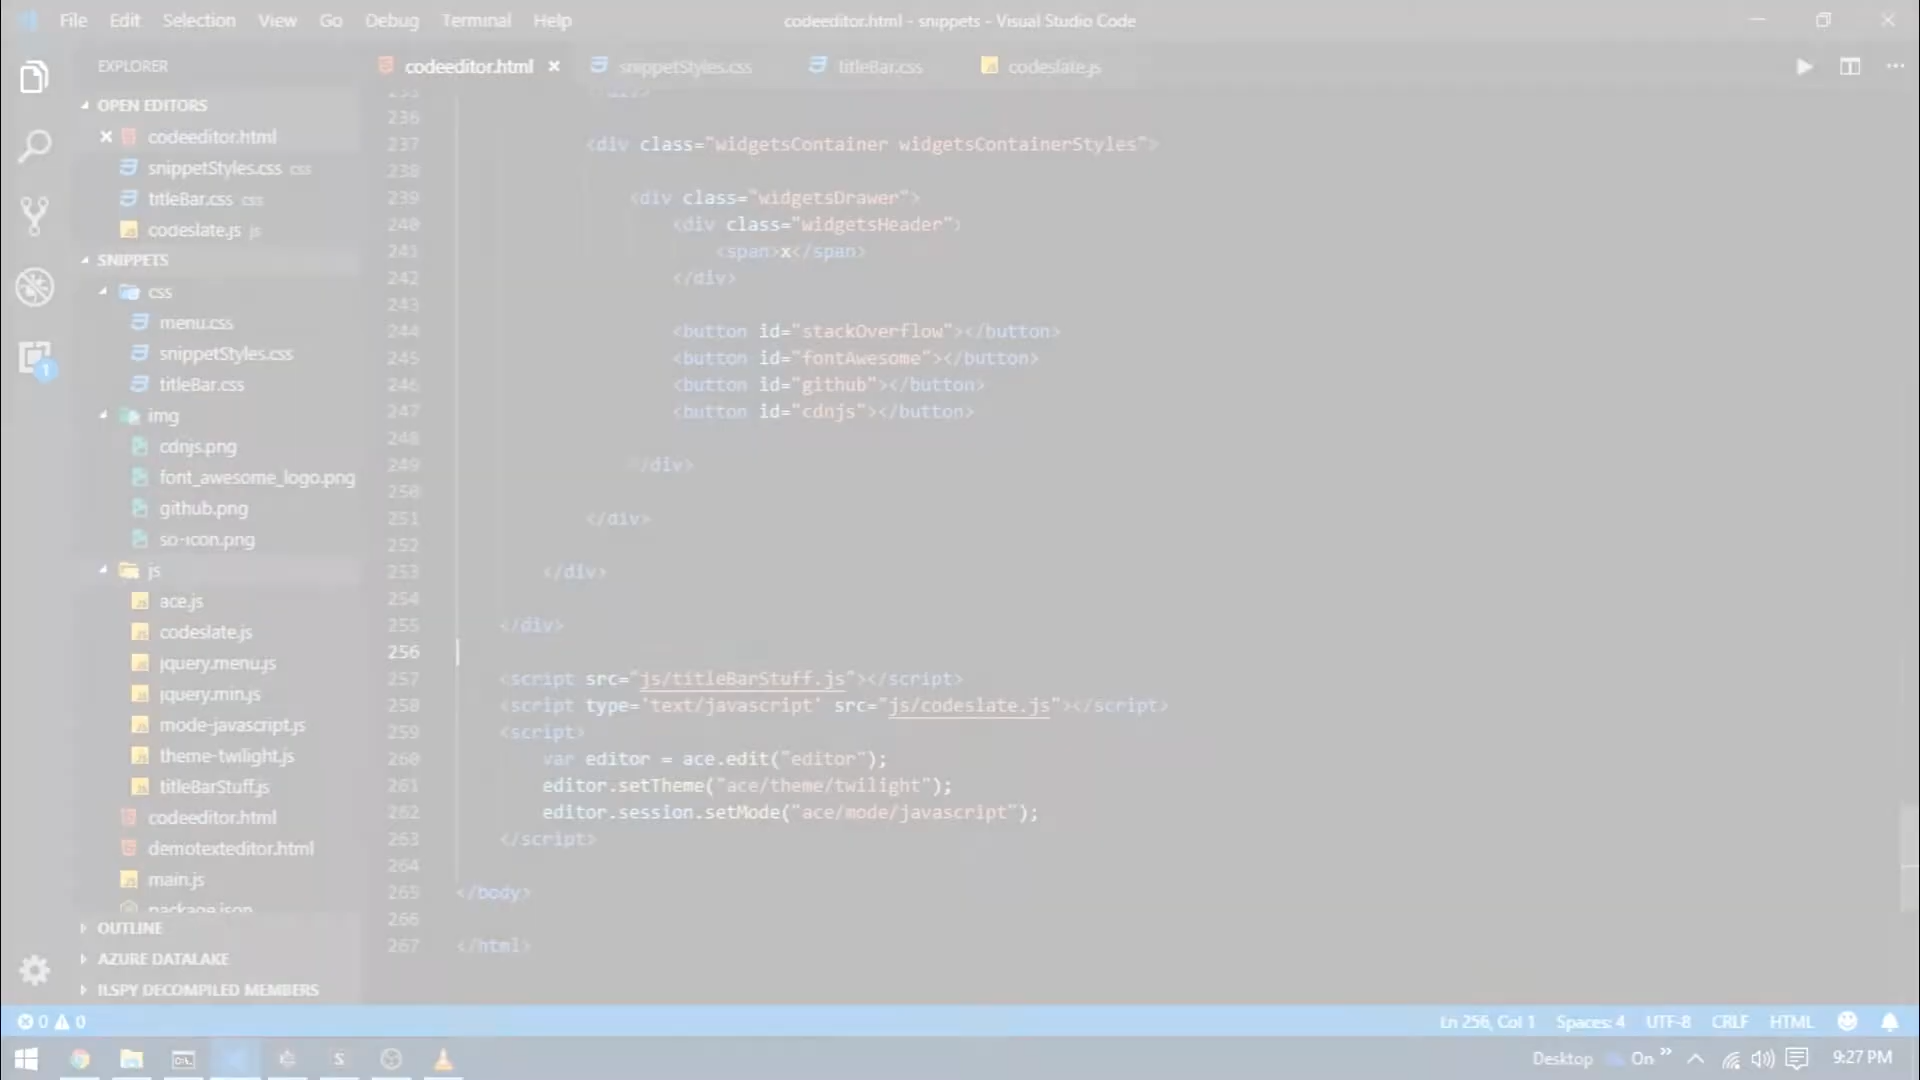 File Edit Selection View Go Debug Terminal Help
codeeditor.html - snippets - Visual Studio Code
EXPLORER
OPEN EDITORS
codeeditor.html
snippetStyles.css css
titleBar.css css
codeslate.js js
SNIPPETS
css
menu.css
snippetStyles.css
titleBar.css
img
cdnjs.png
font_awesome_logo.png
github.png
so-icon.png
js
ace.js
codeslate.js
jquery.menu.js
jquery.min.js
mode-javascript.js
theme-twilight.js
titleBarStuff.js
codeeditor.html
demotexteditor.html
main.js
package.json
OUTLINE
AZURE DATALAKE
ILSPY DECOMPILED MEMBERS
1
codeeditor.html snippetStyles.css titleBar.css codeslate.js
235 </div>
236
237 <div class="widgetsContainer widgetsContainerStyles">
238
239 <div class="widgetsDrawer">
240 <div class="widgetsHeader">
241 <span>x</span>
242 </div>
243
244 <button id="stackOverflow"></button>
245 <button id="fontAwesome"></button>
246 <button id="github"></button>
247 <button id="cdnjs"></button>
248
249 </div>
250
251 </div>
252
253 </div>
254
255 </div>
256
257 <script src="js/titleBarStuff.js"></script>
258 <script type='text/javascript' src="js/codeslate.js"></script>
259 <script>
260 var editor = ace.edit("editor");
261 editor.setTheme("ace/theme/twilight");
262 editor.session.setMode("ace/mode/javascript");
263 </script>
264
265 </body>
266
267 </html>
0 0
Ln 256, Col 1 Spaces: 4 UTF-8 CRLF HTML
Desktop On 9:27 PM